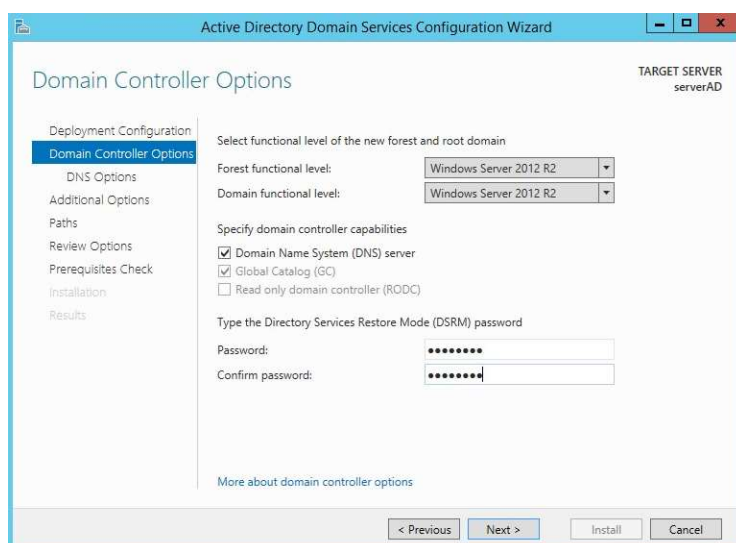 Active Directory Domain Services Configuration Wizard
Domain Controller Options
TARGET SERVER
serverAD
Deployment Configuration
Domain Controller Options
DNS Options
Additional Options
Paths
Review Options
Prerequisites Check
Installation
Results
Select functional level of the new forest and root domain
Forest functional level: Windows Server 2012 R2
Domain functional level: Windows Server 2012 R2
Specify domain controller capabilities
Domain Name System (DNS) server
Global Catalog (GC)
Read only domain controller (RODC)
Type the Directory Services Restore Mode (DSRM) password
Password: ••••••••
Confirm password: ••••••••
More about domain controller options
< Previous Next > Install Cancel